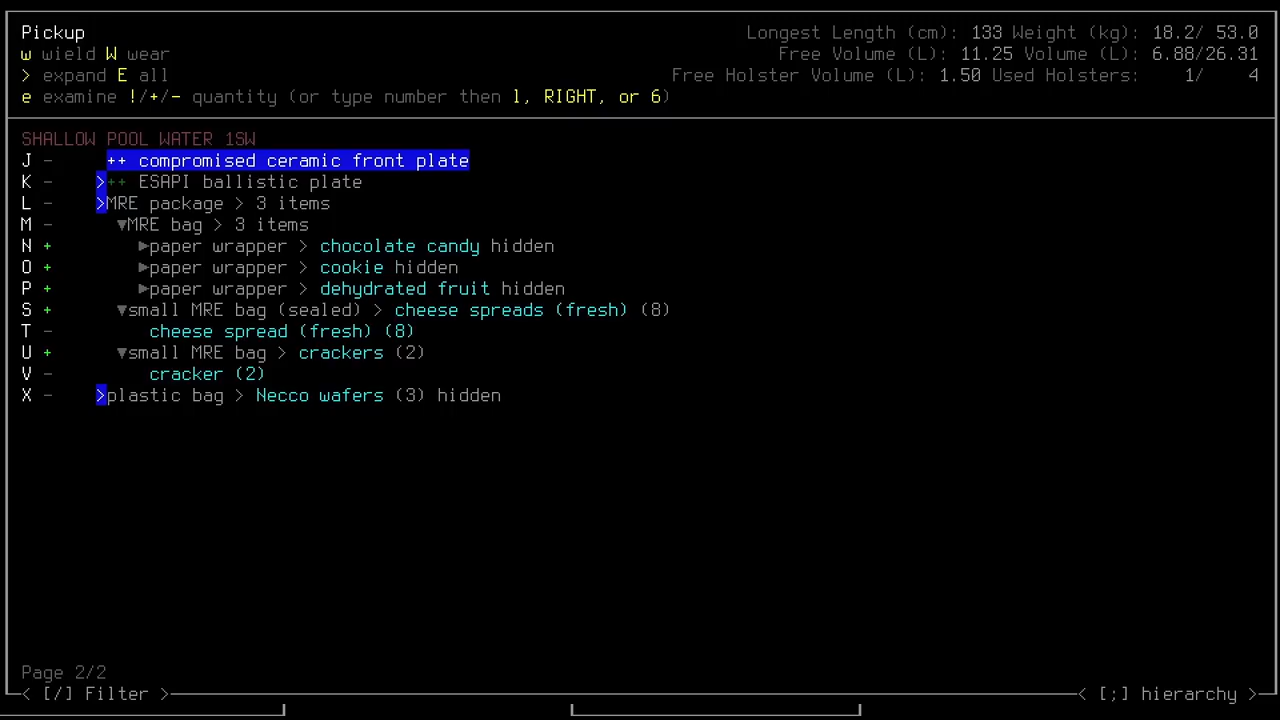 Pickup Longest Length (cm): 133 Weight (kg): 18.2/ 53.0
w wield W wear Free Volume (L): 11.25 Volume (L): 6.88/26.31
> expand E all Free Holster Volume (L): 1.50 Used Holsters: 1/ 4
e examine !/+/- quantity (or type number then l, RIGHT, or 6)
SHALLOW POOL WATER 1SW
J - ++ compromised ceramic front plate
K - >++ ESAPI ballistic plate
L - >MRE package > 3 items
M - ▼MRE bag > 3 items
N + ▶paper wrapper > chocolate candy hidden
O + ▶paper wrapper > cookie hidden
P + ▶paper wrapper > dehydrated fruit hidden
S + ▼small MRE bag (sealed) > cheese spreads (fresh) (8)
T - cheese spread (fresh) (8)
U + ▼small MRE bag > crackers (2)
V - cracker (2)
X - >plastic bag > Necco wafers (3) hidden
Page 2/2
< [/] Filter > < [;] hierarchy >